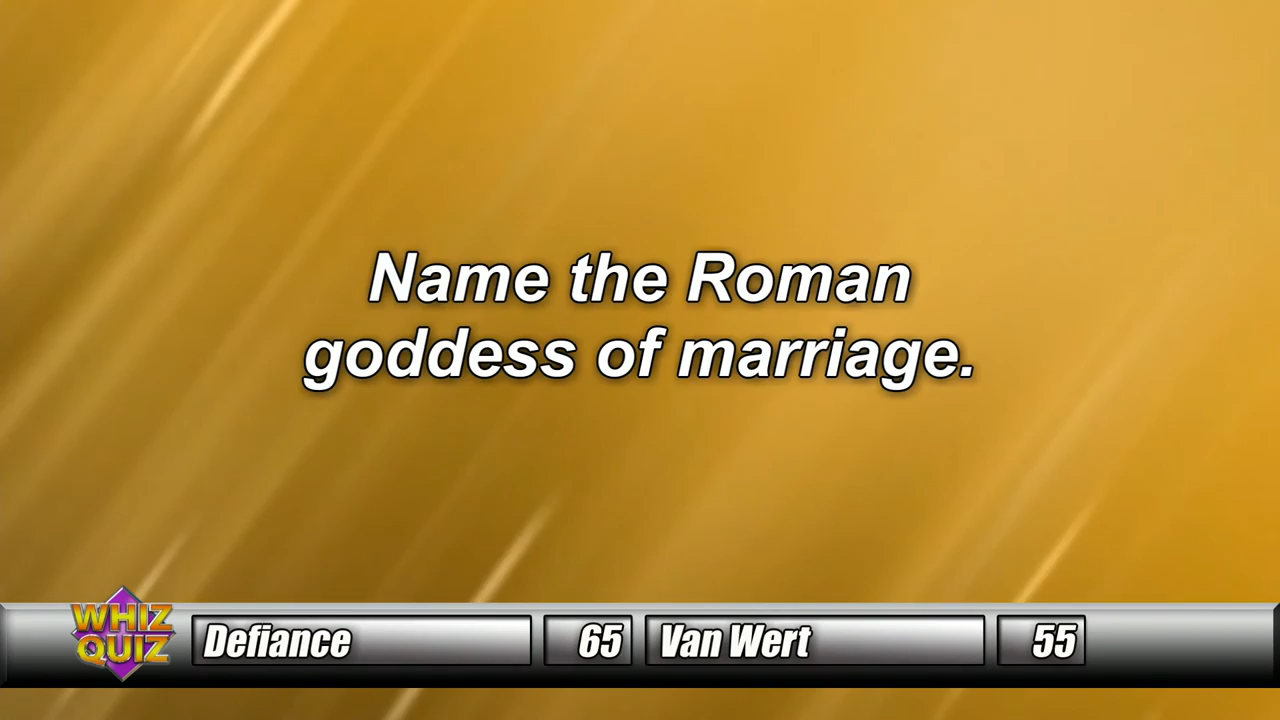 Name the Roman
goddess of marriage.
WHIZ
QUIZ
Defiance 65 Van Wert 55